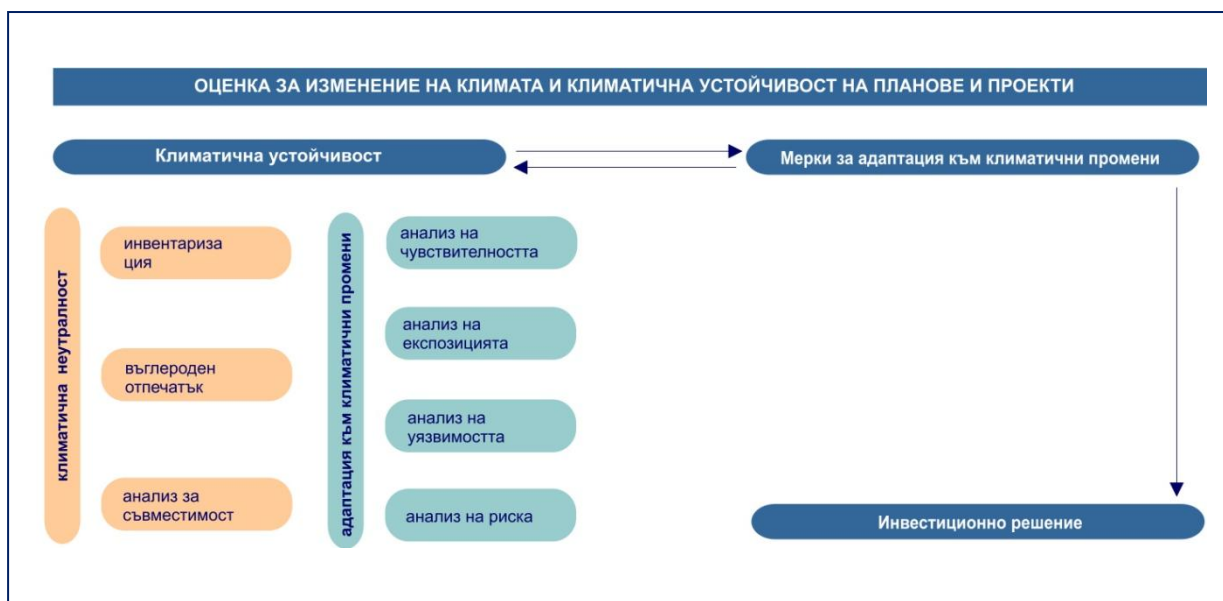 ОЦЕНКА ЗА ИЗМЕНЕНИЕ НА КЛИМАТА И КЛИМАТИЧНА УСТОЙЧИВОСТ НА ПЛАНОВЕ И ПРОЕКТИ
Климатична устойчивост
Мерки за адаптация към климатични промени
климатична неутралност
инвентариза
ция
въглероден
отпечатък
анализ за
съвместимост
адаптация към климатични промени
анализ на
чувствителността
анализ на
експозицията
анализ на
уязвимостта
анализ на риска
Инвестиционно решение